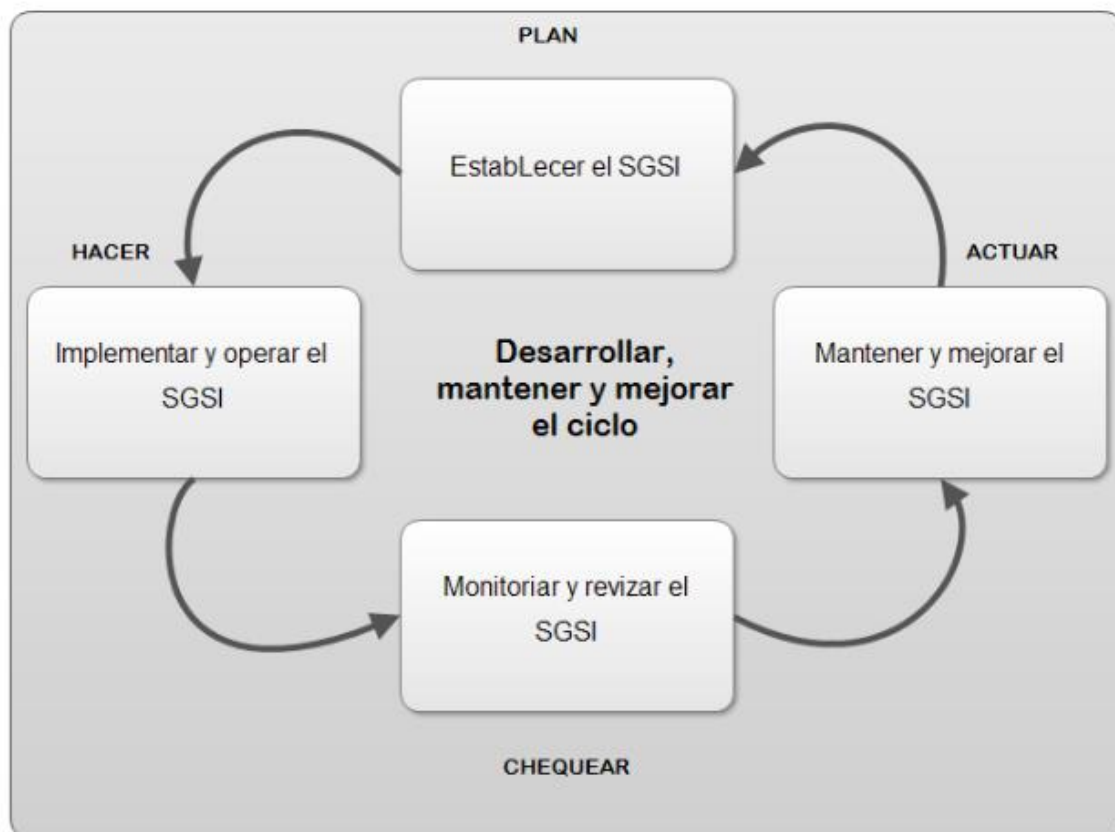 PLAN
EstabLecer el SGSI
HACER
ACTUAR
Implementar y operar el
SGSI
Desarrollar,
mantener y mejorar
el ciclo
Mantener y mejorar el
SGSI
Monitoriar y revizar el
SGSI
CHEQUEAR